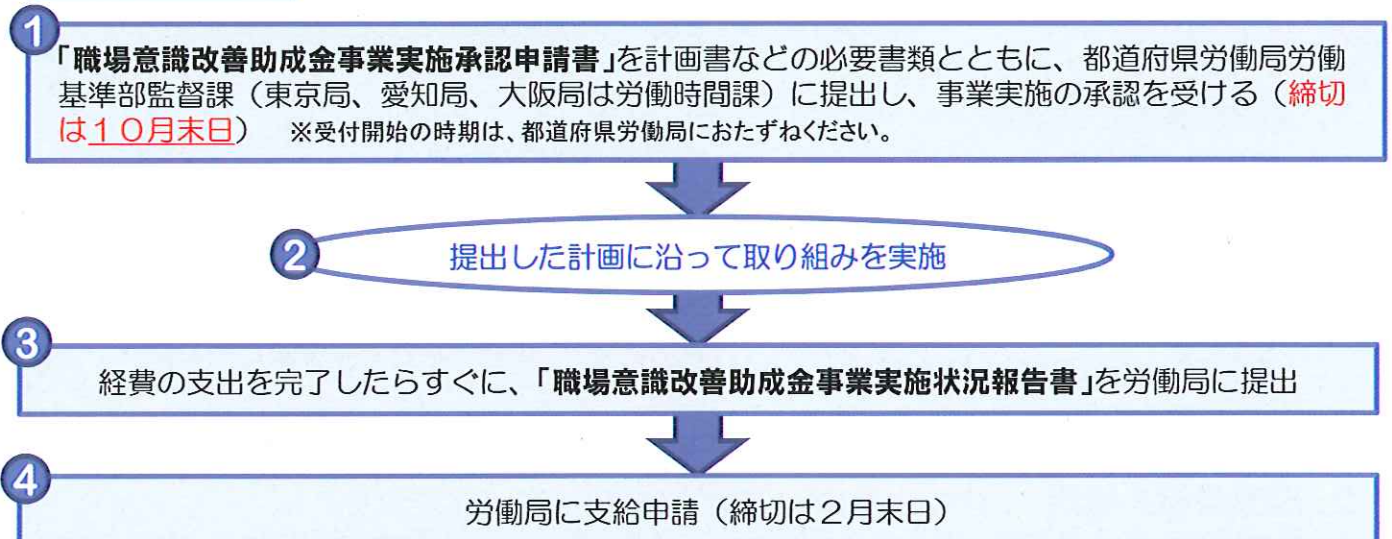 1
「職場意識改善助成金事業実施承認申請書」を計画書などの必要書類とともに、都道府県労働局労働
基準部監督課（東京局、愛知局、大阪局は労働時間課）に提出し、事業実施の承認を受ける（締切
は１０月末日）　※受付開始の時期は、都道府県労働局におたずねください。
2
提出した計画に沿って取り組みを実施
3
経費の支出を完了したらすぐに、「職場意識改善助成金事業実施状況報告書」を労働局に提出
4
労働局に支給申請（締切は２月末日）